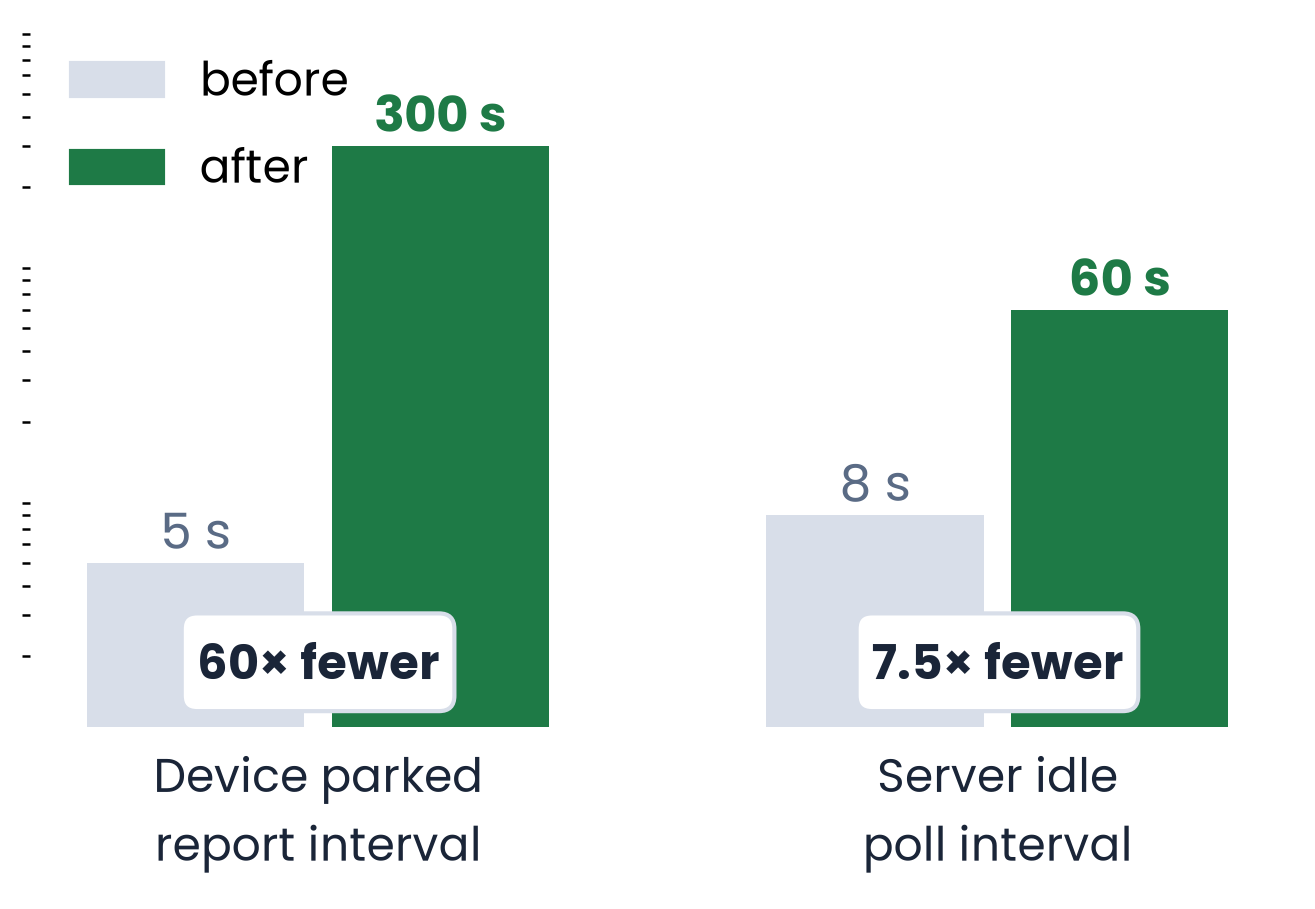 before
after
300 s
60 s
5 s
8 s
60× fewer
7.5× fewer
Device parked
report interval
Server idle
poll interval